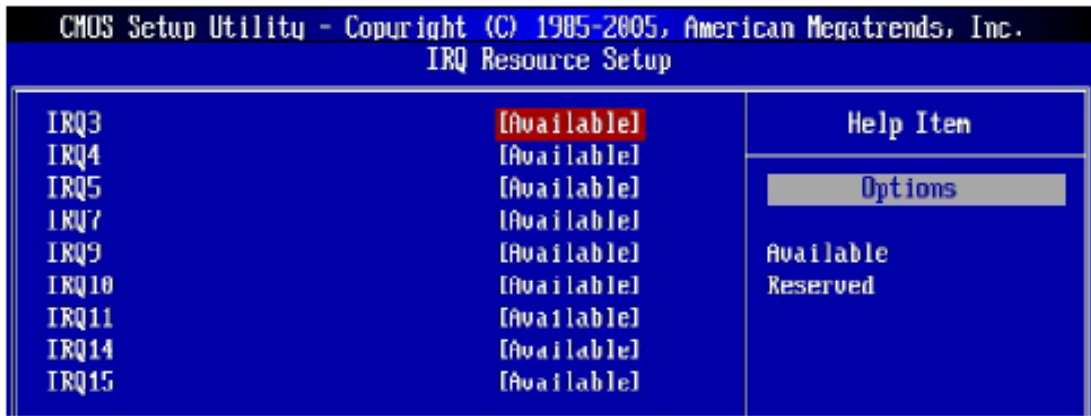 CMOS Setup Utility - Copyright (C) 1985-2005, American Megatrends, Inc.
IRQ Resource Setup
IRQ3 [Available]
IRQ4 [Available]
IRQ5 [Available]
IRQ7 [Available]
IRQ9 [Available]
IRQ10 [Available]
IRQ11 [Available]
IRQ14 [Available]
IRQ15 [Available]
Help Item
Options
Available
Reserved